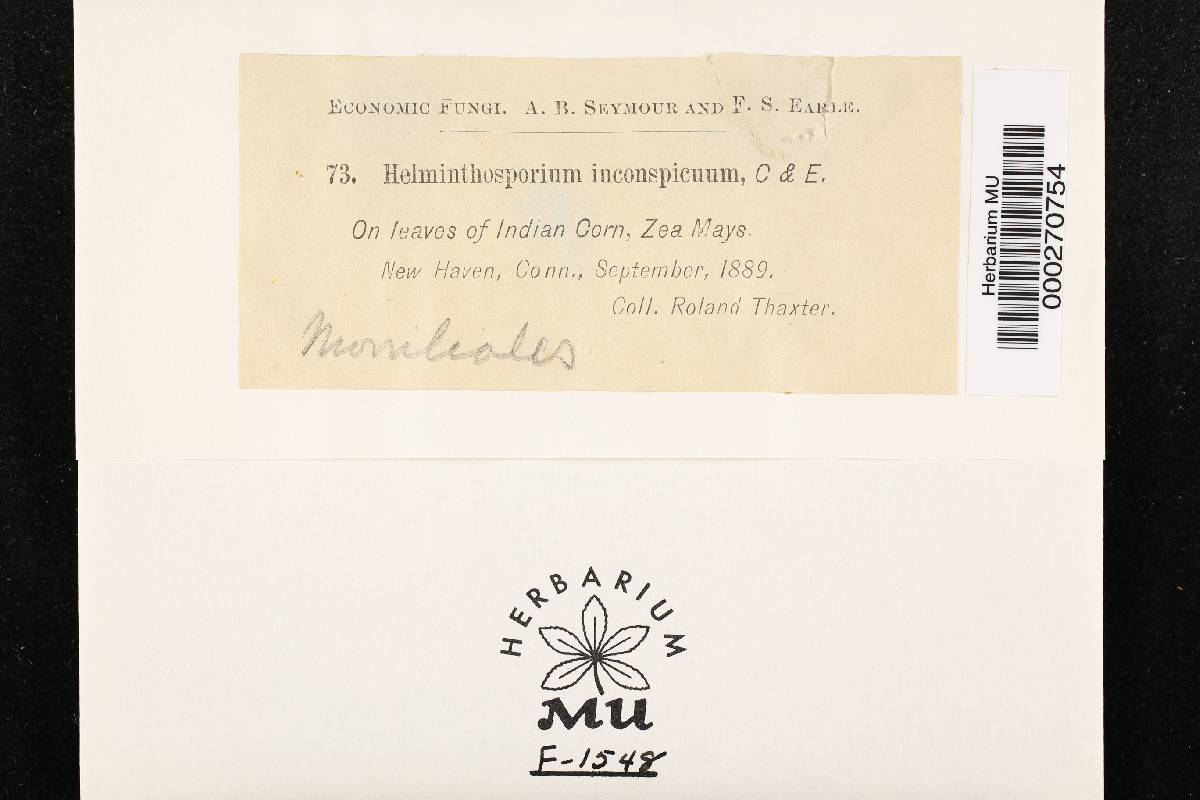 ECONOMIC FUNGI. A. B. SEYMOUR AND F. S. EARLE.
73. Helminthosporium inconspicuum, C & E.
On leaves of Indian Corn, Zea Mays.
New Haven, Conn., September, 1889.
Coll. Roland Thaxter.
Moniliales
Herbarium MU
000270754
HERBARIUM
MU
F-1548